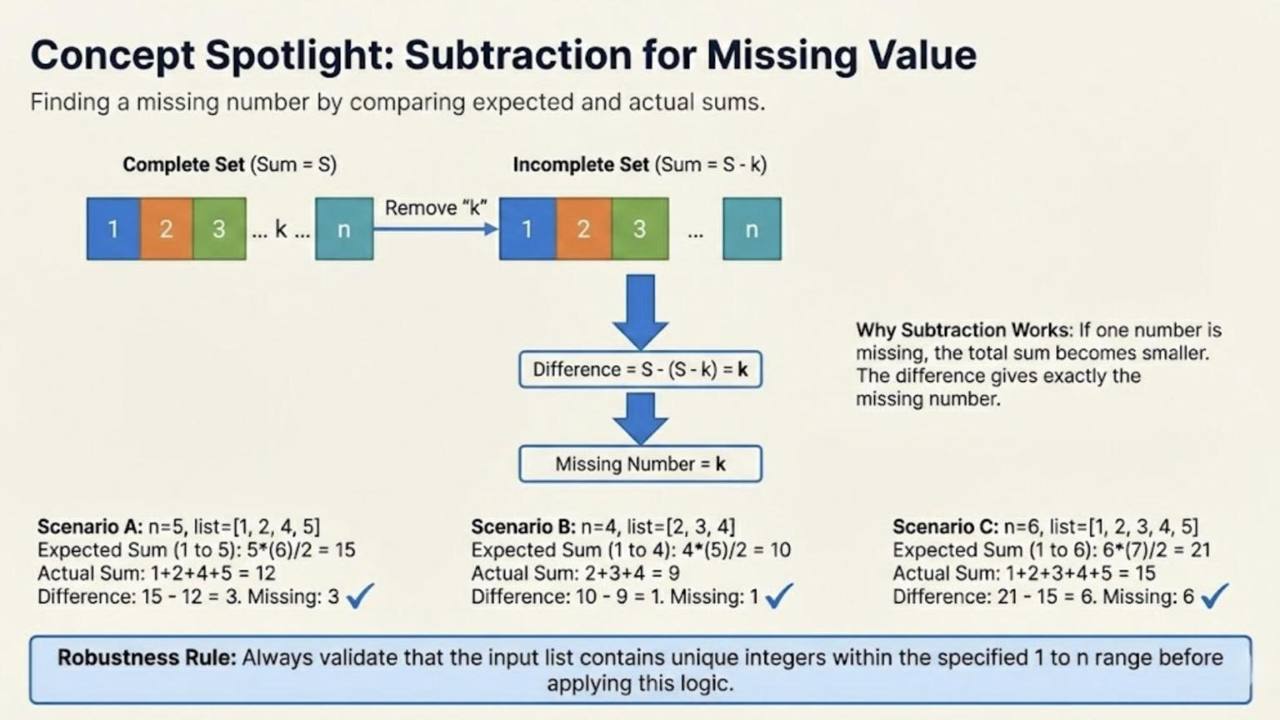 Concept Spotlight: Subtraction for Missing Value
Finding a missing number by comparing expected and actual sums.
Complete Set (Sum = S)
Incomplete Set (Sum = S - k)
1 2 3 ... k ... n
Remove “k”
1 2 3 ... n
Difference = S - (S - k) = k
Missing Number = k
Why Subtraction Works: If one number is
missing, the total sum becomes smaller.
The difference gives exactly the
missing number.
Scenario A: n=5, list=[1, 2, 4, 5]
Expected Sum (1 to 5): 5*(6)/2 = 15
Actual Sum: 1+2+4+5 = 12
Difference: 15 - 12 = 3. Missing: 3
Scenario B: n=4, list=[2, 3, 4]
Expected Sum (1 to 4): 4*(5)/2 = 10
Actual Sum: 2+3+4 = 9
Difference: 10 - 9 = 1. Missing: 1
Scenario C: n=6, list=[1, 2, 3, 4, 5]
Expected Sum (1 to 6): 6*(7)/2 = 21
Actual Sum: 1+2+3+4+5 = 15
Difference: 21 - 15 = 6. Missing: 6
Robustness Rule: Always validate that the input list contains unique integers within the specified 1 to n range before
applying this logic.